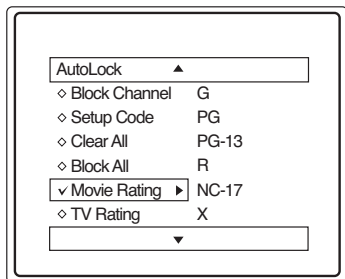 AutoLock
Block Channel G
Setup Code PG
Clear All PG-13
Block All R
Movie Rating NC-17
TV Rating X